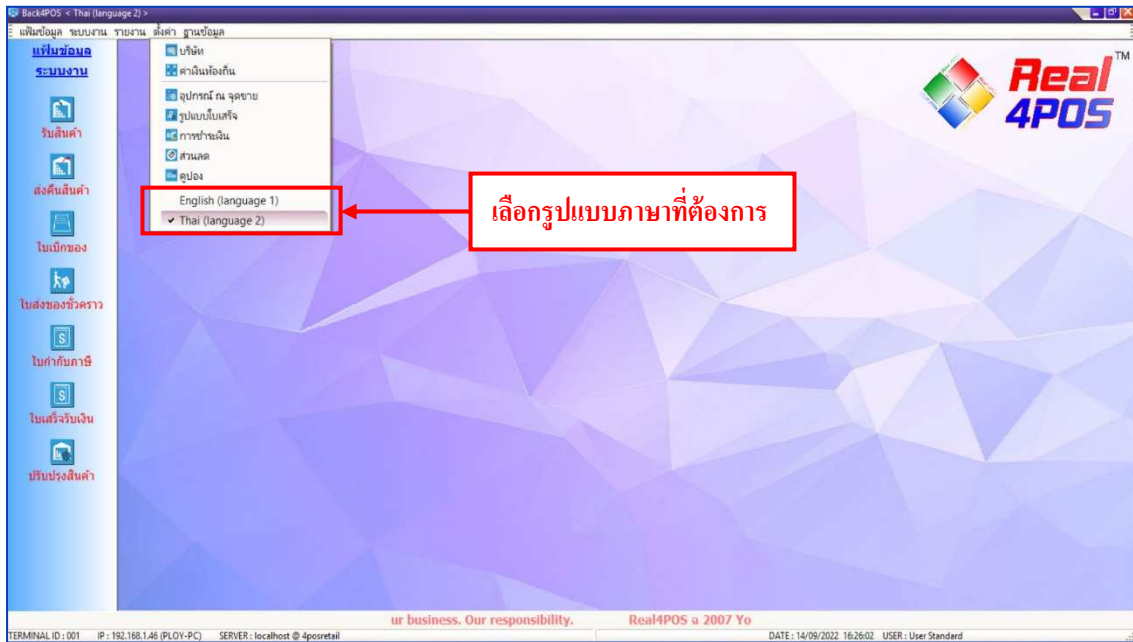 Back4POS < Thai (language 2) >
แฟ้มข้อมูล ระบบงาน รายงาน ตั้งค่า ฐานข้อมูล
แฟ้มข้อมูล
ระบบงาน
รับสินค้า
ส่งคืนสินค้า
ใบเบิกของ
ใบส่งของชั่วคราว
ใบกำกับภาษี
ใบเสร็จรับเงิน
ปรับปรุงสินค้า
บริษัท
ค่าเงินท้องถิ่น
อุปกรณ์ ณ จุดขาย
รูปแบบใบเสร็จ
การชำระเงิน
ส่วนลด
คูปอง
English (language 1)
✓ Thai (language 2)
เลือกรูปแบบภาษาที่ต้องการ
Real TM
4POS
ur business. Our responsibility. Real4POS ฉ 2007 Yo
TERMINAL ID : 001 IP : 192.168.1.46 (PLOY-PC) SERVER : localhost @ 4posretail DATE : 14/09/2022 16:26:02 USER : User Standard